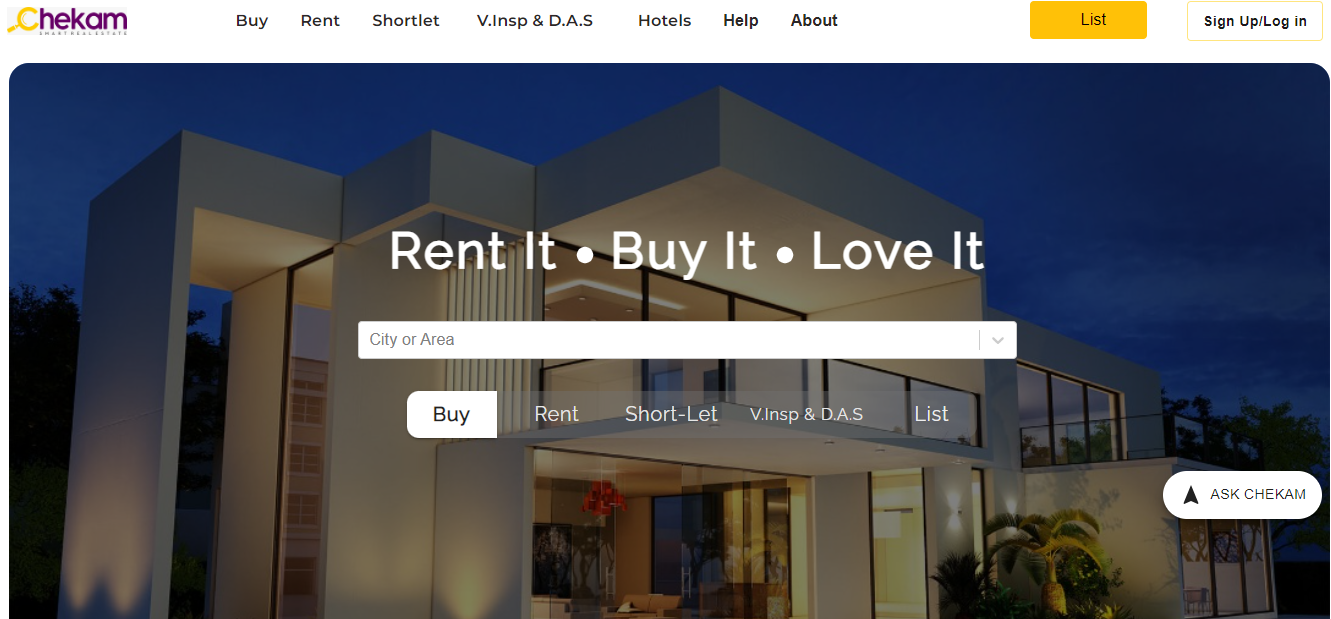 Chekam
SMART REAL ESTATE
Buy Rent Shortlet V.Insp & D.A.S Hotels Help About List Sign Up/Log in
Rent It • Buy It • Love It
City or Area
Buy Rent Short-Let V.Insp & D.A.S List
ASK CHEKAM